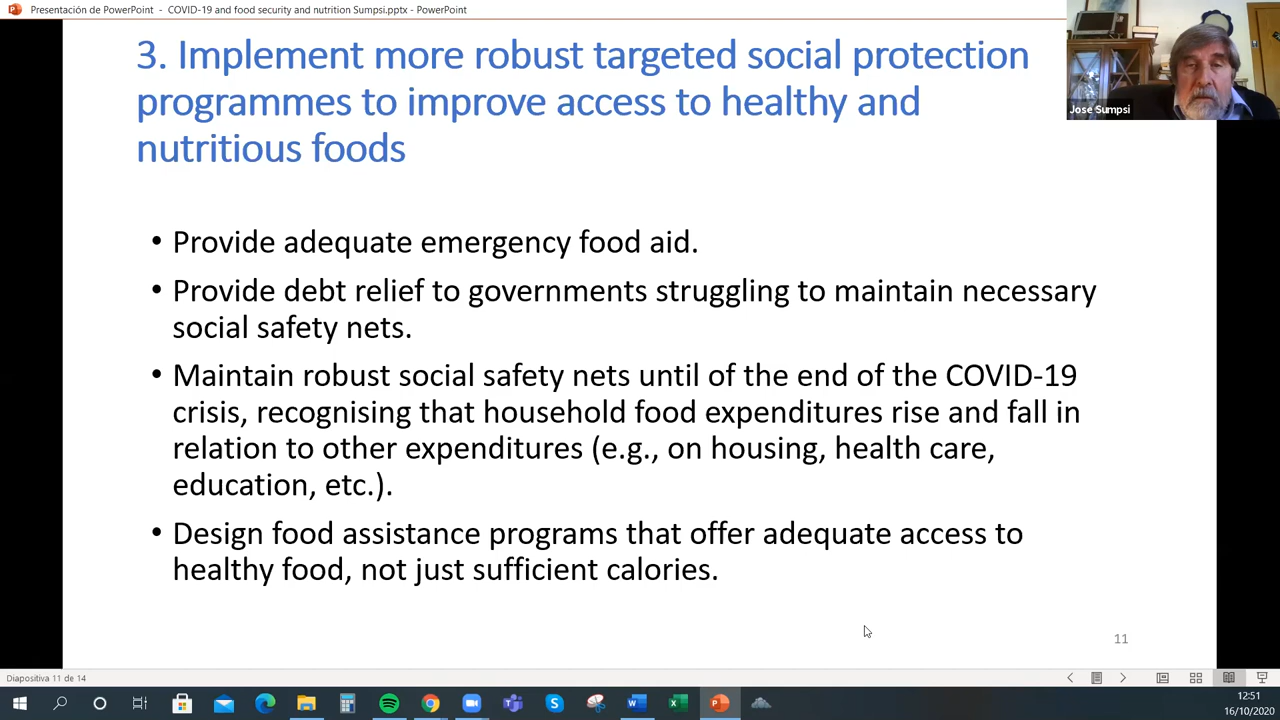 Presentación de PowerPoint - COVID-19 and food security and nutrition Sumpsi.pptx - PowerPoint
3. Implement more robust targeted social protection
programmes to improve access to healthy and
nutritious foods
Jose Sumpsi
• Provide adequate emergency food aid.
• Provide debt relief to governments struggling to maintain necessary
social safety nets.
• Maintain robust social safety nets until of the end of the COVID-19
crisis, recognising that household food expenditures rise and fall in
relation to other expenditures (e.g., on housing, health care,
education, etc.).
• Design food assistance programs that offer adequate access to
healthy food, not just sufficient calories.
11
Diapositiva 11 de 14
12:51
16/10/2020